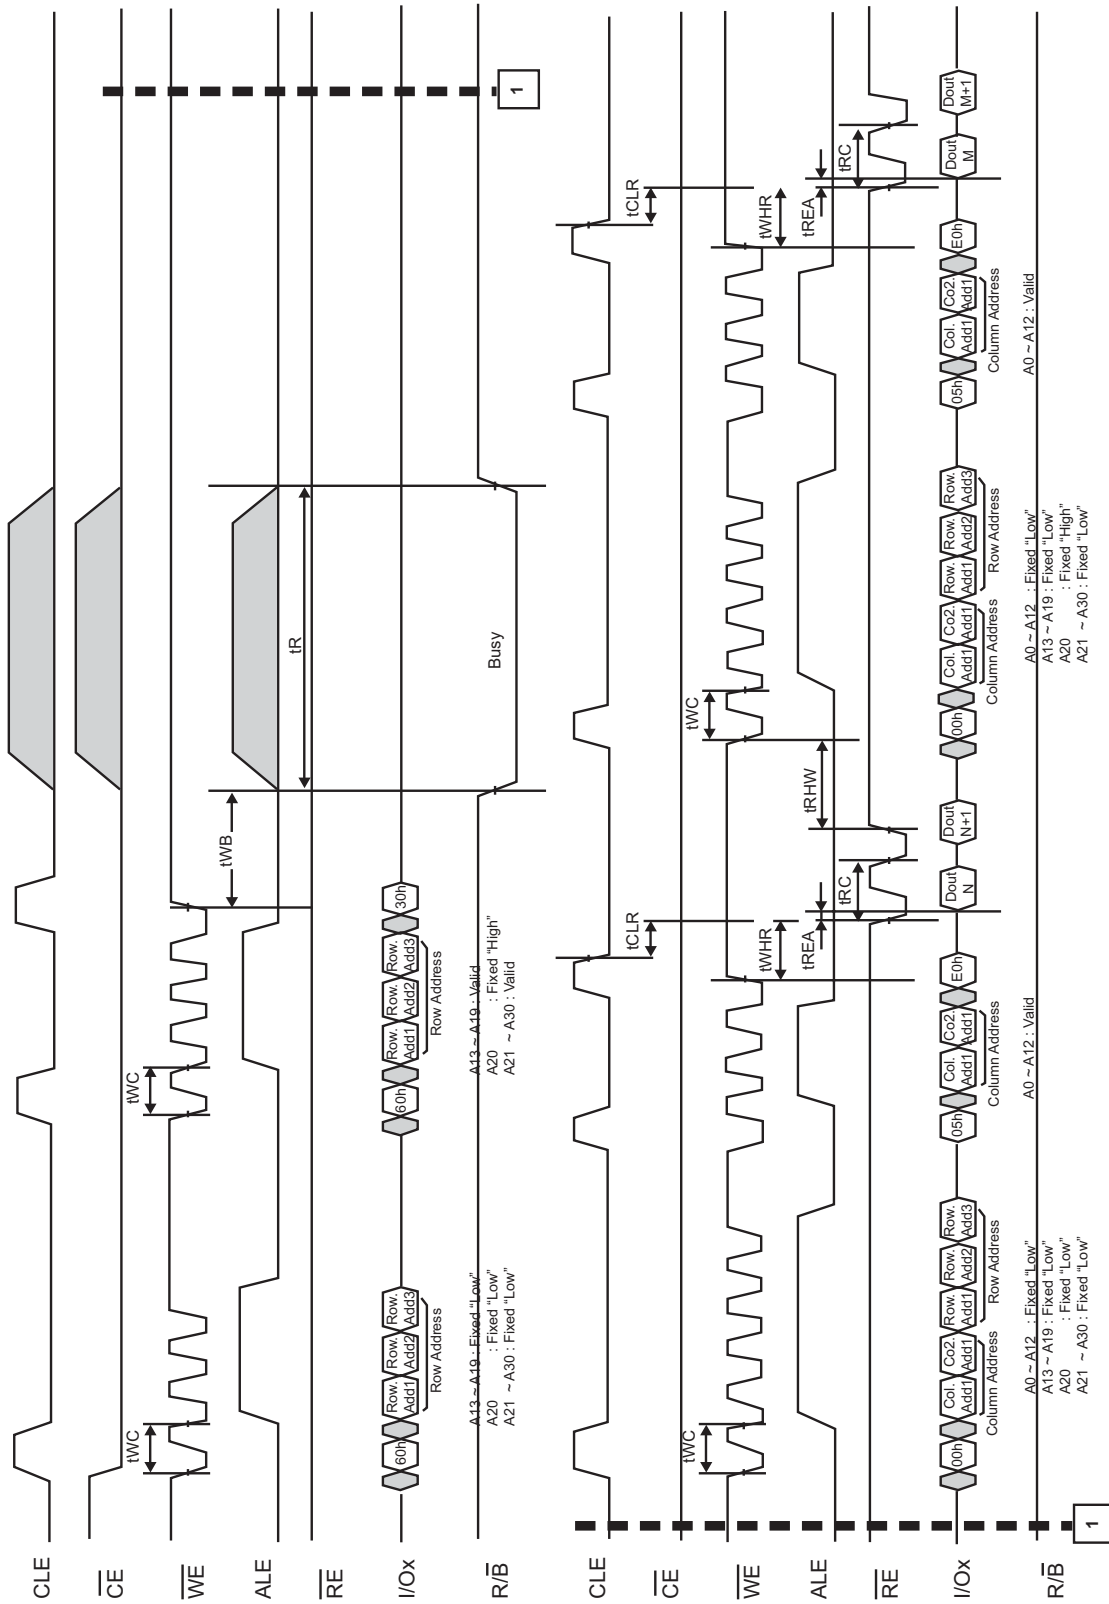 CLE
CE
WE
ALE
RE
I/Ox
R/B
tWC
tWC
tWB
tR
Busy
60h
Row. Add1
Row. Add2
Row. Add3
Row Address
A13 ~ A19 : Fixed “Low”
A20 : Fixed “Low”
A21 ~ A30 : Fixed “Low”
60h
Row. Add1
Row. Add2
Row. Add3
30h
Row Address
A13 ~ A19 : Valid
A20 : Fixed “High”
A21 ~ A30 : Valid
1
CLE
CE
WE
ALE
RE
I/Ox
R/B
1
tWC
tCLR
tWHR
tREA
tRC
tRHW
tWC
tCLR
tWHR
tREA
tRC
00h
Col. Add1
Co2. Add1
Row. Add1
Row. Add2
Row. Add3
Column Address
Row Address
A0 ~ A12 : Fixed “Low”
A13 ~ A19 : Fixed “Low”
A20 : Fixed “Low”
A21 ~ A30 : Fixed “Low”
05h
Col. Add1
Co2. Add1
E0h
Column Address
A0 ~ A12 : Valid
Dout N
Dout N+1
00h
Col. Add1
Co2. Add1
Row. Add1
Row. Add2
Row. Add3
Column Address
Row Address
A0 ~ A12 : Fixed “Low”
A13 ~ A19 : Fixed “Low”
A20 : Fixed “High”
A21 ~ A30 : Fixed “Low”
05h
Col. Add1
Co2. Add1
E0h
Column Address
A0 ~ A12 : Valid
Dout M
Dout M+1